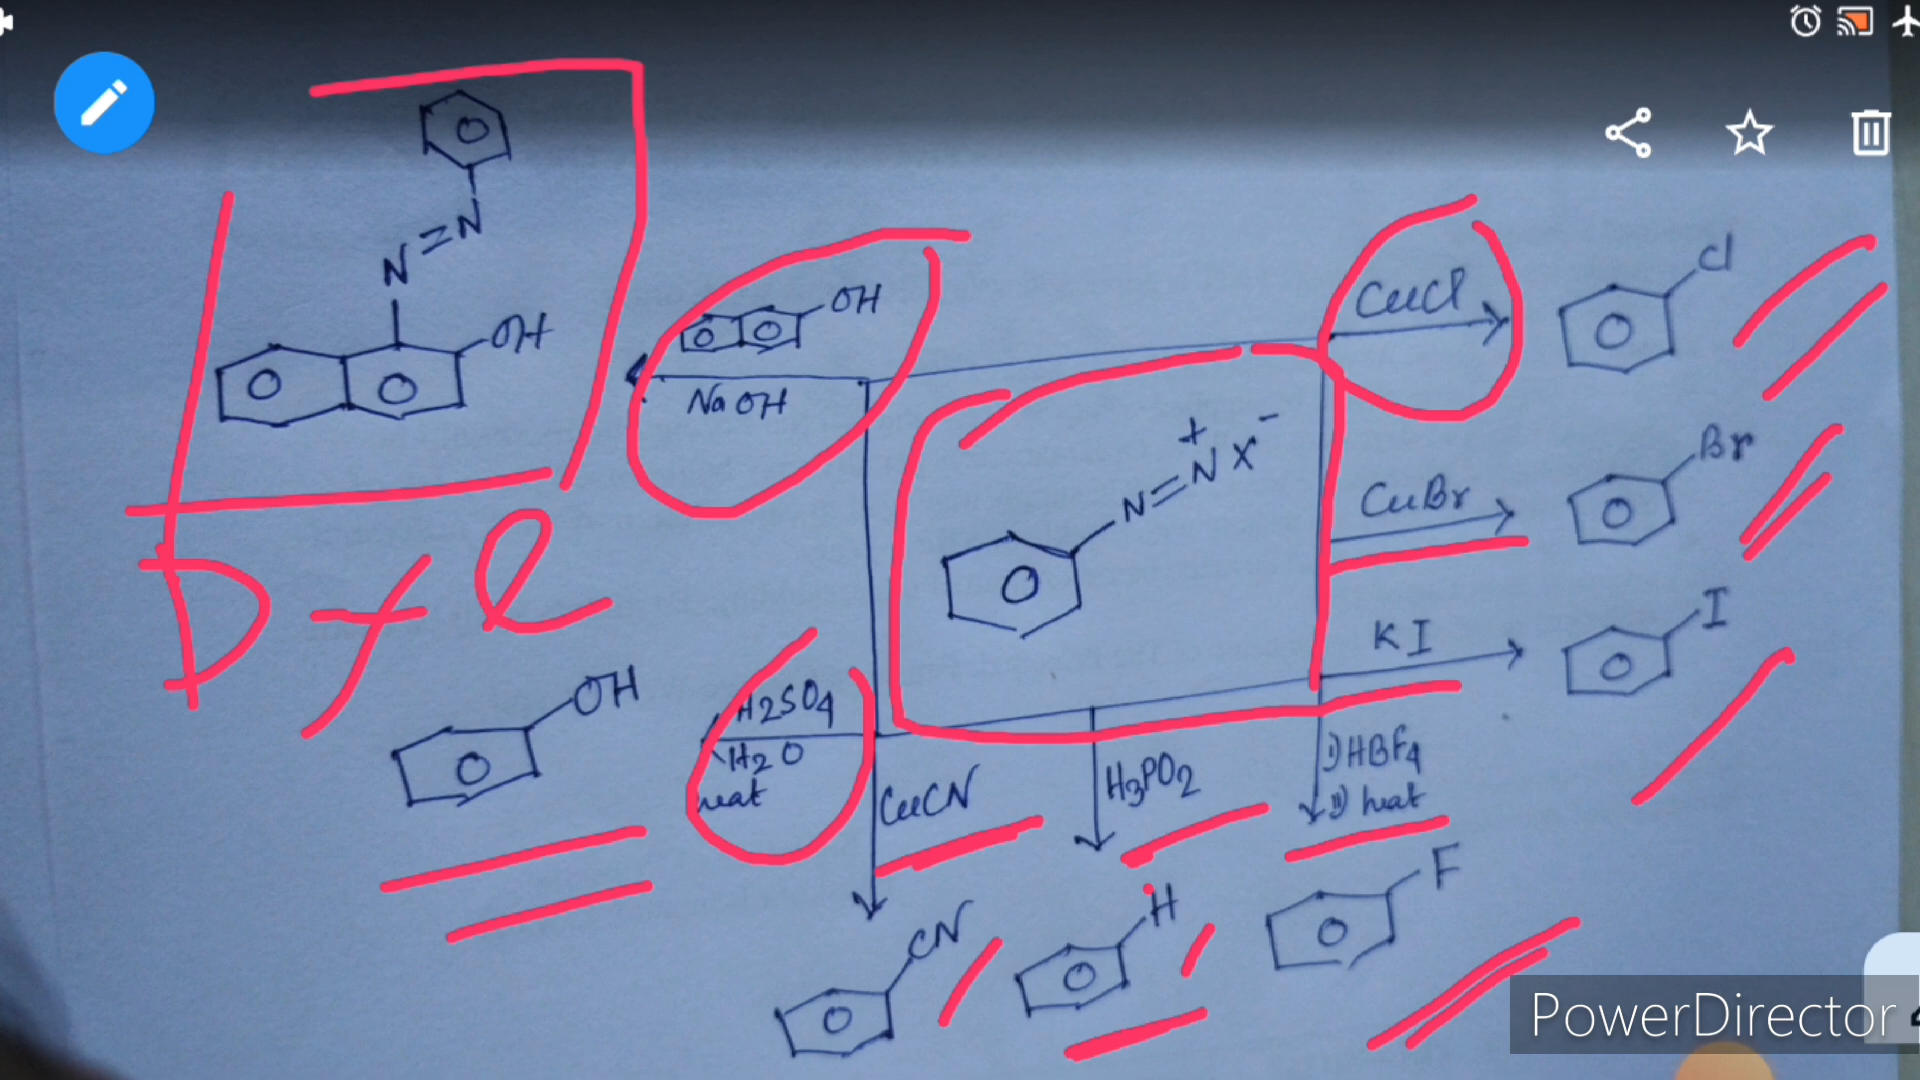 N=N
OH
OH
NaOH
Dye
CuCl
Cl
N=N+ X-
CuBr
Br
KI
I
OH
H2SO4
H2O
heat
CuCN
H3PO2
i) HBF4
ii) heat
CN
H
F
PowerDirector